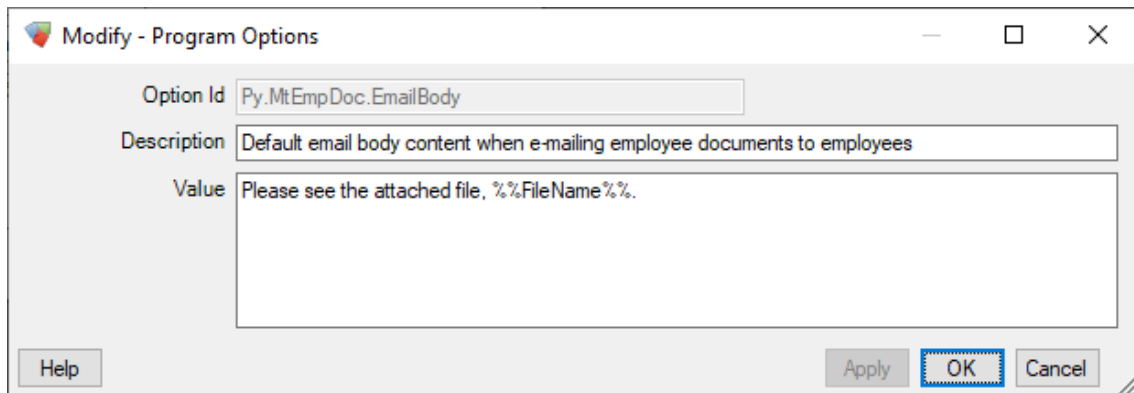 Modify - Program Options
Option Id Py.MtEmpDoc.EmailBody
Description Default email body content when e-mailing employee documents to employees
Value Please see the attached file, %%FileName%%.
Help Apply OK Cancel